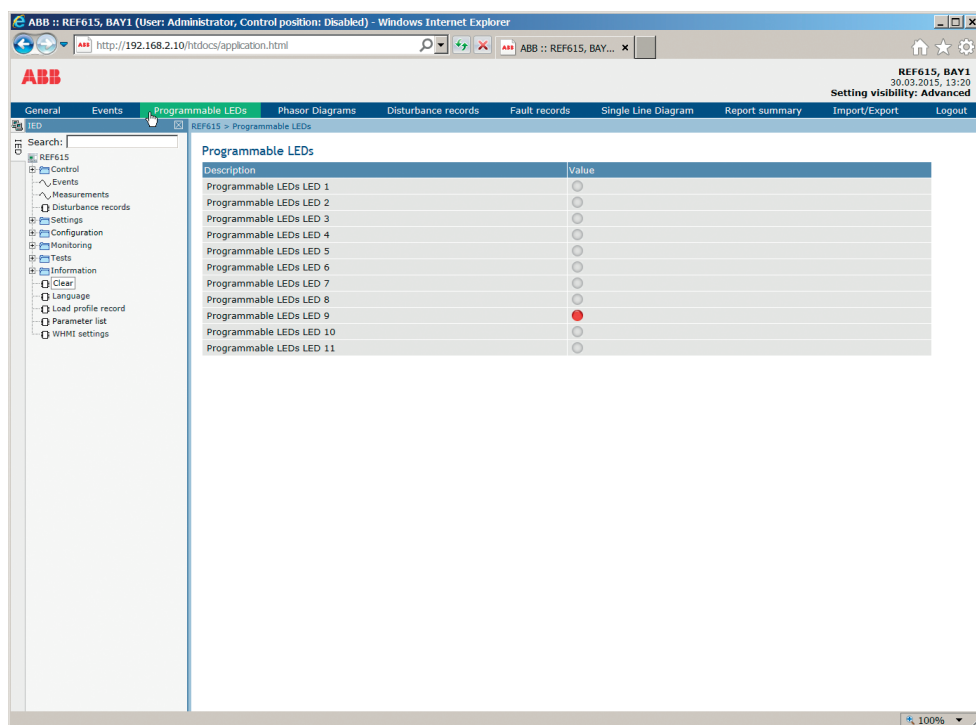 ABB :: REF615, BAY1 (User: Administrator, Control position: Disabled) - Windows Internet Explorer
ABB http://192.168.2.10/htdocs/application.html ABB ABB :: REF615, BAY... ×
ABB
REF615, BAY1
30.03.2015, 13:20
Setting visibility: Advanced
General Events Programmable LEDs Phasor Diagrams Disturbance records Fault records Single Line Diagram Report summary Import/Export Logout
IED
IED
REF615 > Programmable LEDs
Search:
REF615
Control
Events
Measurements
Disturbance records
Settings
Configuration
Monitoring
Tests
Information
Clear
Language
Load profile record
Parameter list
WHMI settings
Programmable LEDs
Description Value
Programmable LEDs LED 1
Programmable LEDs LED 2
Programmable LEDs LED 3
Programmable LEDs LED 4
Programmable LEDs LED 5
Programmable LEDs LED 6
Programmable LEDs LED 7
Programmable LEDs LED 8
Programmable LEDs LED 9
Programmable LEDs LED 10
Programmable LEDs LED 11
100%